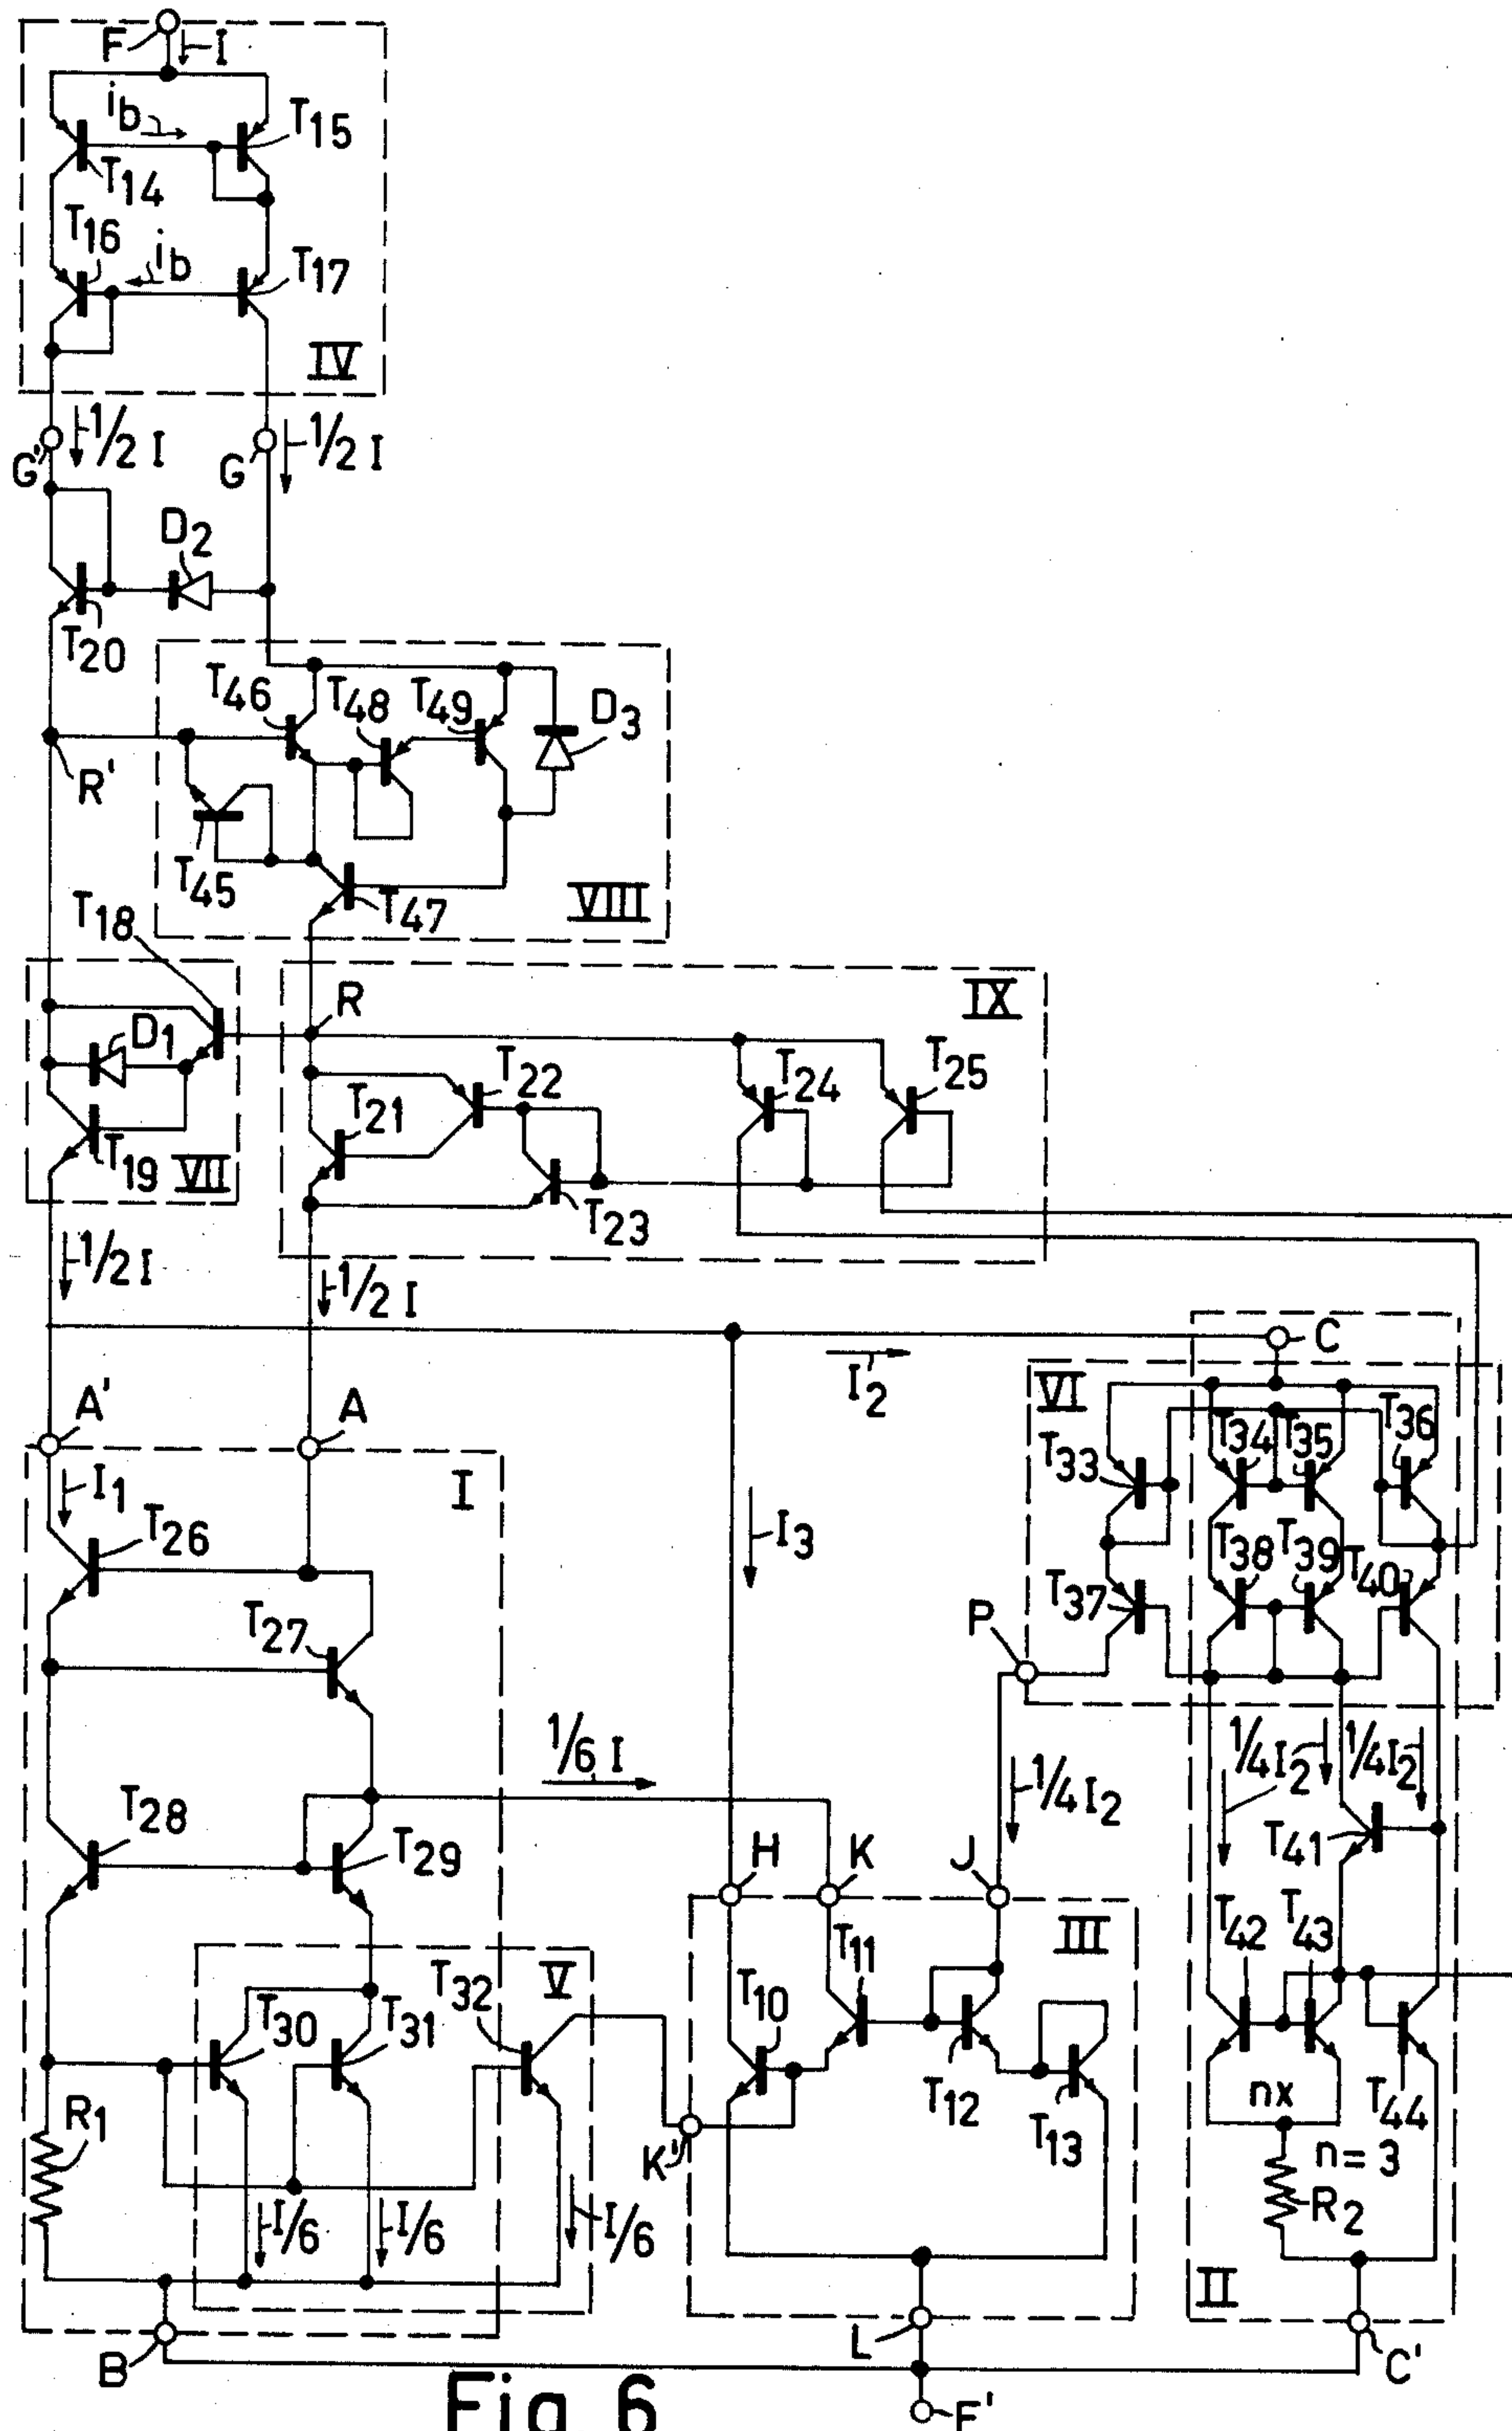 F
I
i_b
T15
T14
T16
i_b
T17
IV
G' 1/2 I
G 1/2 I
D2
T20
T46
T48
T49
D3
R'
T45
T47
VIII
T18
R
IX
D1
T22
T24
T25
T21
T19
VII
T23
1/2 I
1/2 I
C
I'2
VI
A'
A
T34
T35
T36
T33
I1
I
I3
T26
T38
T39
T40
T37
T27
P
1/6 I
1/4 I2
1/4 I2
1/4 I2
T28
T29
T41
H
K
J
T42
T43
T11
III
T32
V
T10
T30
T31
R1
T12
nx
T44
T13
K'
n=3
R2
I/6
I/6
I/6
II
L
B
C'
Fig 6
F'